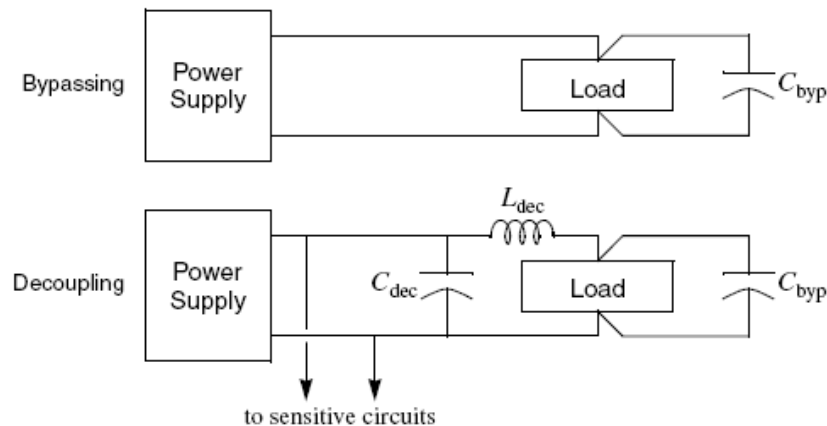 Bypassing
Power
Supply
Load
C_byp
L_dec
Decoupling
Power
Supply
C_dec
Load
C_byp
to sensitive circuits